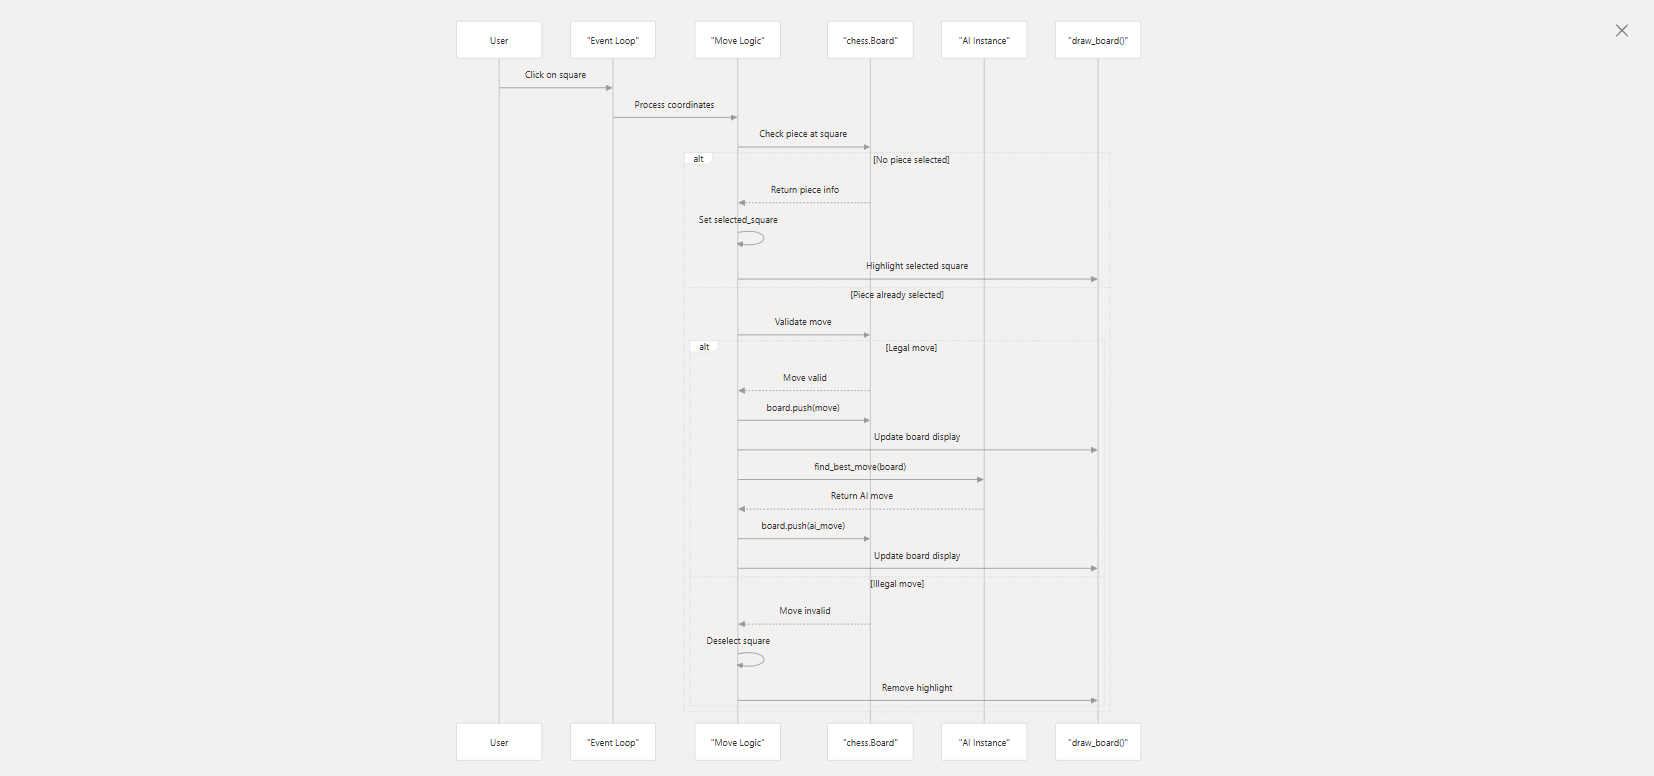 User
"Event Loop"
"Move Logic"
"chess.Board"
"AI Instance"
"draw_board()"
Click on square
Process coordinates
Check piece at square
alt
[No piece selected]
Return piece info
Set selected_square
Highlight selected square
[Piece already selected]
Validate move
alt
[Legal move]
Move valid
board.push(move)
Update board display
find_best_move(board)
Return AI move
board.push(ai_move)
Update board display
[Illegal move]
Move invalid
Deselect square
Remove highlight
User
"Event Loop"
"Move Logic"
"chess.Board"
"AI Instance"
"draw_board()"